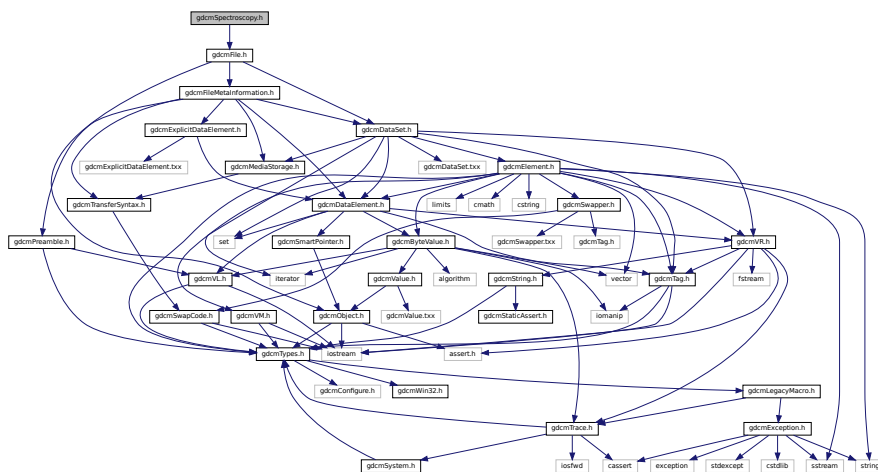 gdcmSpectroscopy.h
gdcmFile.h
gdcmFileMetaInformation.h
gdcmExplicitDataElement.h
gdcmDataSet.h
gdcmExplicitDataElement.txx
gdcmMediaStorage.h
gdcmDataSet.txx
gdcmElement.h
gdcmTransferSyntax.h
gdcmDataElement.h
limits
cmath
cstring
gdcmSwapper.h
gdcmPreamble.h
set
gdcmSmartPointer.h
gdcmByteValue.h
gdcmSwapper.txx
gdcmTag.h
gdcmVR.h
gdcmVL.h
iterator
gdcmValue.h
algorithm
gdcmString.h
vector
gdcmTag.h
fstream
gdcmSwapCode.h
gdcmVM.h
gdcmObject.h
gdcmValue.txx
gdcmStaticAssert.h
iomanip
gdcmTypes.h
iostream
assert.h
gdcmConfigure.h
gdcmWin32.h
gdcmLegacyMacro.h
gdcmTrace.h
gdcmException.h
gdcmSystem.h
iosfwd
cassert
exception
stdexcept
cstdlib
sstream
string